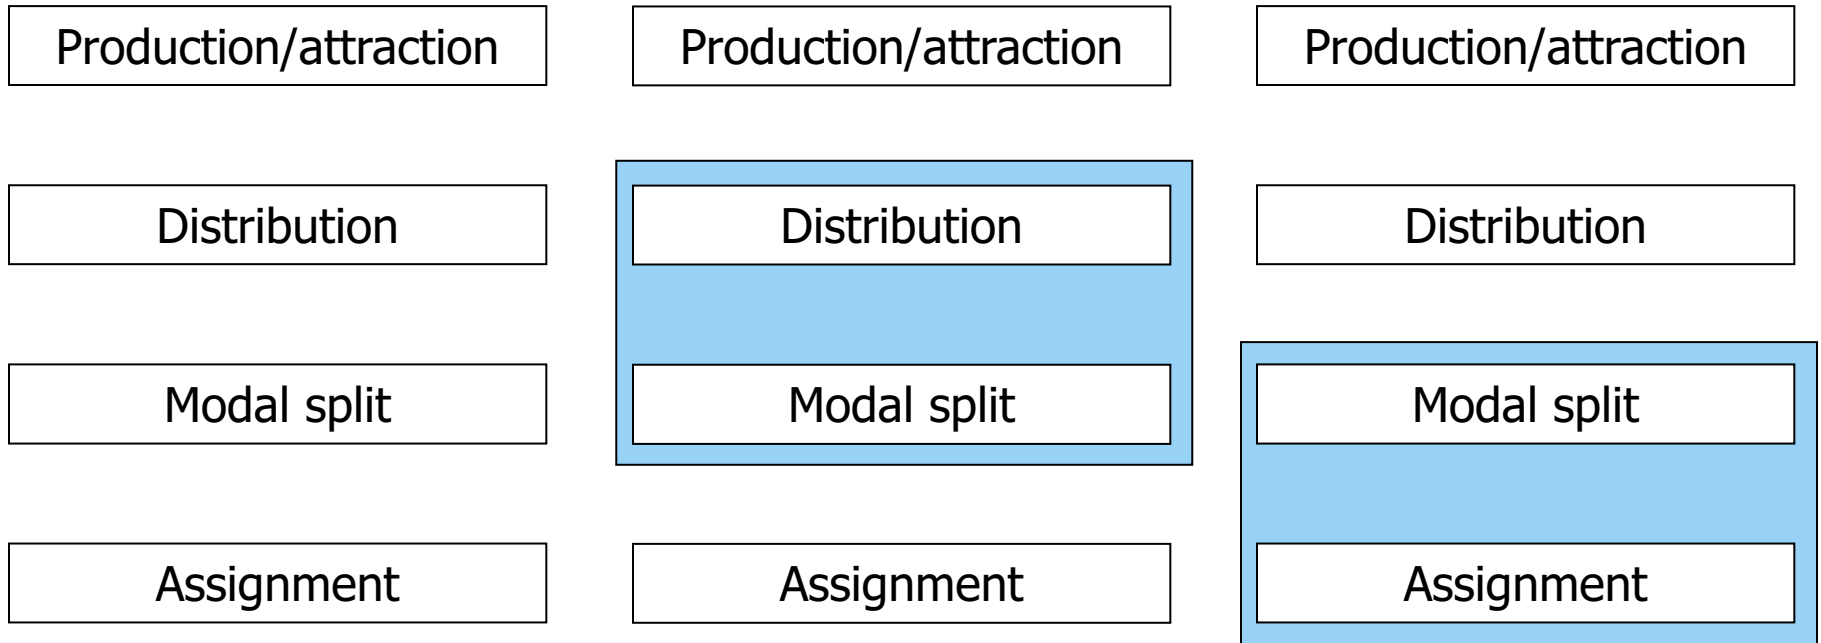 Production/attraction
Production/attraction
Production/attraction
Distribution
Distribution
Distribution
Modal split
Modal split
Modal split
Assignment
Assignment
Assignment